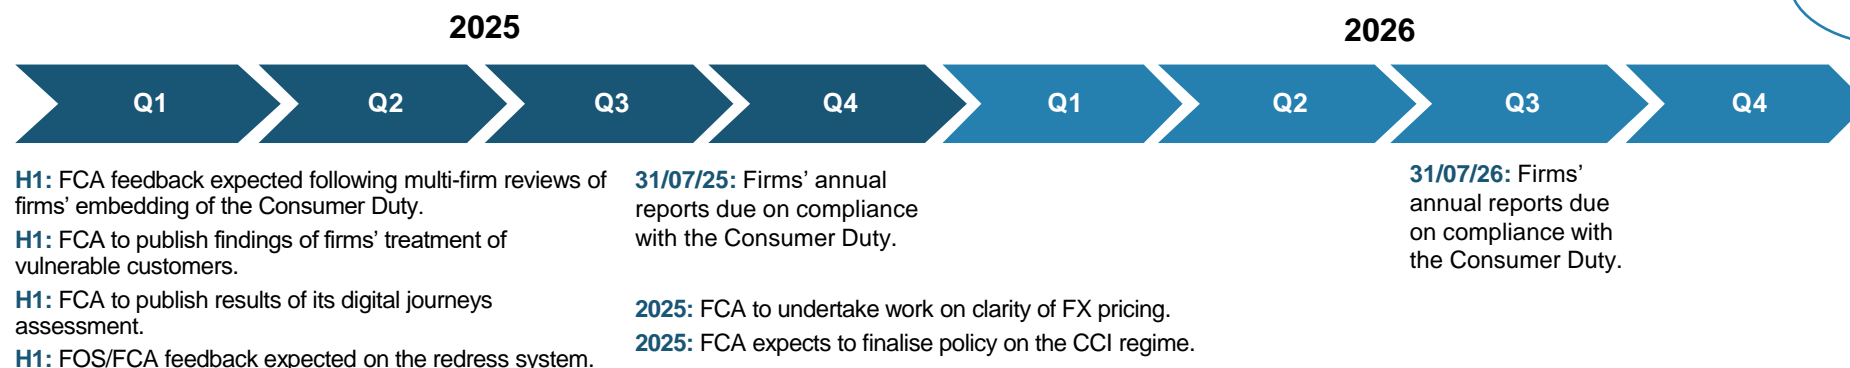 2025
2026
Q1
Q2
Q3
Q4
Q1
Q2
Q3
Q4
H1: FCA feedback expected following multi-firm reviews of
firms’ embedding of the Consumer Duty.
H1: FCA to publish findings of firms’ treatment of
vulnerable customers.
H1: FCA to publish results of its digital journeys
assessment.
H1: FOS/FCA feedback expected on the redress system.
31/07/25: Firms’ annual
reports due on compliance
with the Consumer Duty.
2025: FCA to undertake work on clarity of FX pricing.
2025: FCA expects to finalise policy on the CCI regime.
31/07/26: Firms’
annual reports due
on compliance with
the Consumer Duty.